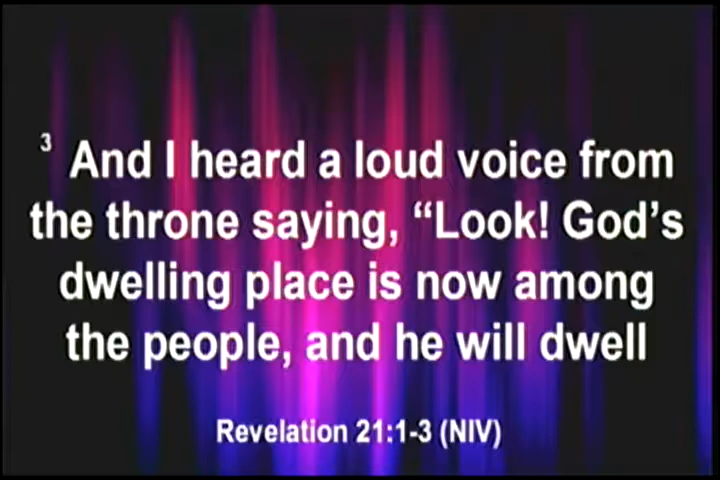 3 And I heard a loud voice from
the throne saying, “Look! God’s
dwelling place is now among
the people, and he will dwell
Revelation 21:1-3 (NIV)